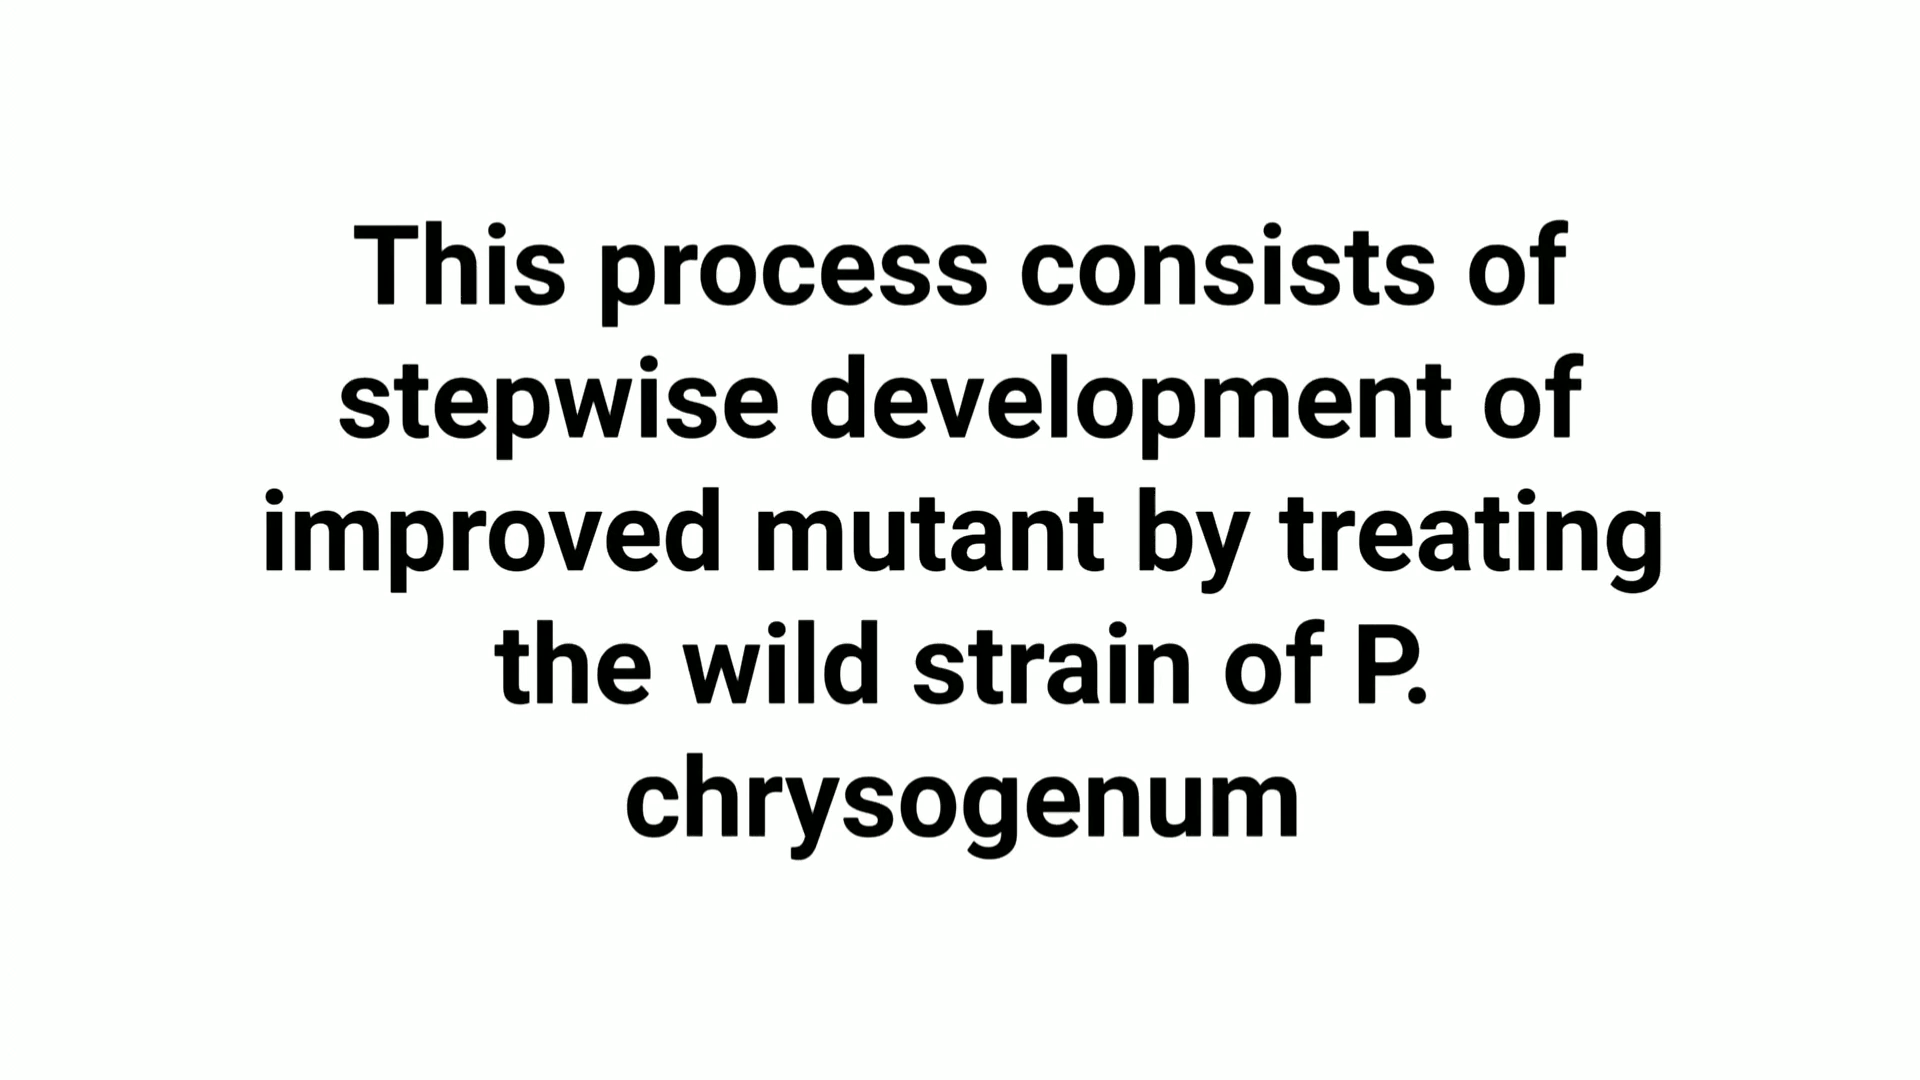 This process consists of
stepwise development of
improved mutant by treating
the wild strain of P.
chrysogenum